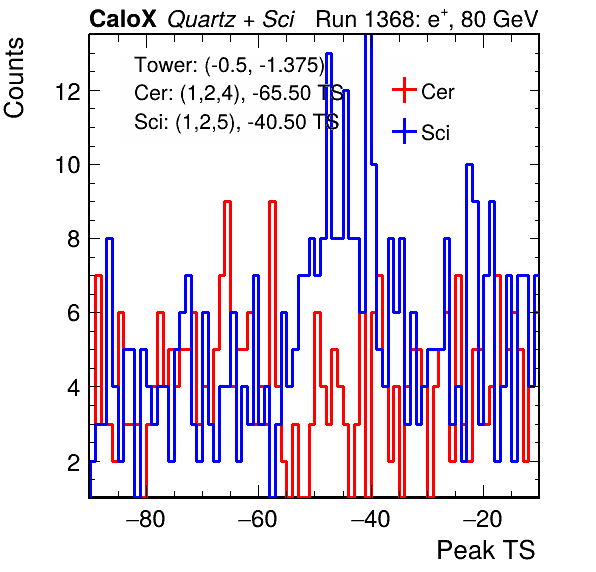 CaloX Quartz + Sci Run 1368: e+, 80 GeV
Counts
Tower: (-0.5, -1.375)
Cer: (1,2,4), -65.50 TS
Sci: (1,2,5), -40.50 TS
Cer
Sci
12
10
8
6
4
2
−80 −60 −40 −20
Peak TS